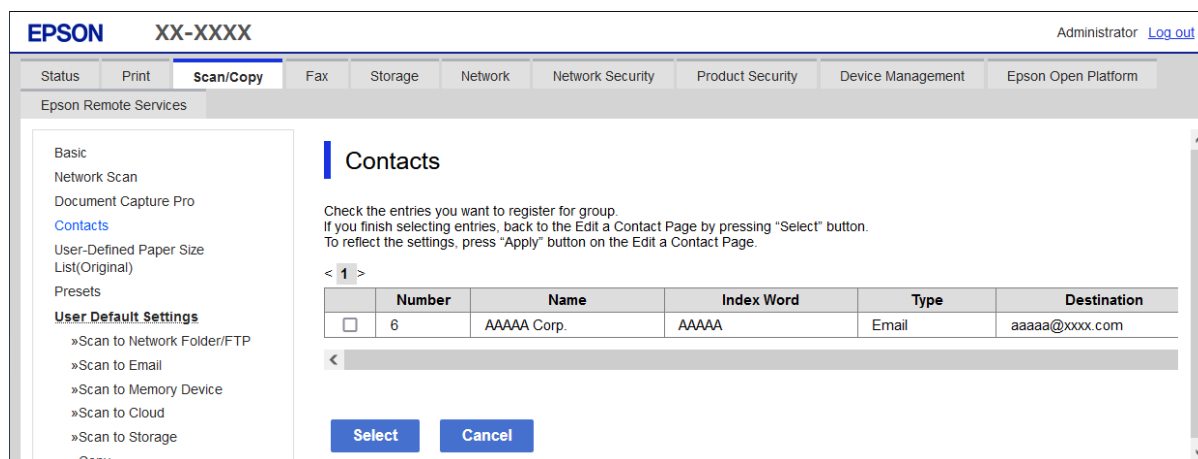 EPSON XX-XXXX Administrator Log out
Status Print Scan/Copy Fax Storage Network Network Security Product Security Device Management Epson Open Platform
Epson Remote Services
Basic
Network Scan
Document Capture Pro
Contacts
User-Defined Paper Size
List(Original)
Presets
User Default Settings
»Scan to Network Folder/FTP
»Scan to Email
»Scan to Memory Device
»Scan to Cloud
»Scan to Storage
Contacts
Check the entries you want to register for group.
If you finish selecting entries, back to the Edit a Contact Page by pressing “Select” button.
To reflect the settings, press “Apply” button on the Edit a Contact Page.
< 1 >
Number Name Index Word Type Destination
6 AAAAA Corp. AAAAA Email aaaaa@xxxx.com
Select Cancel